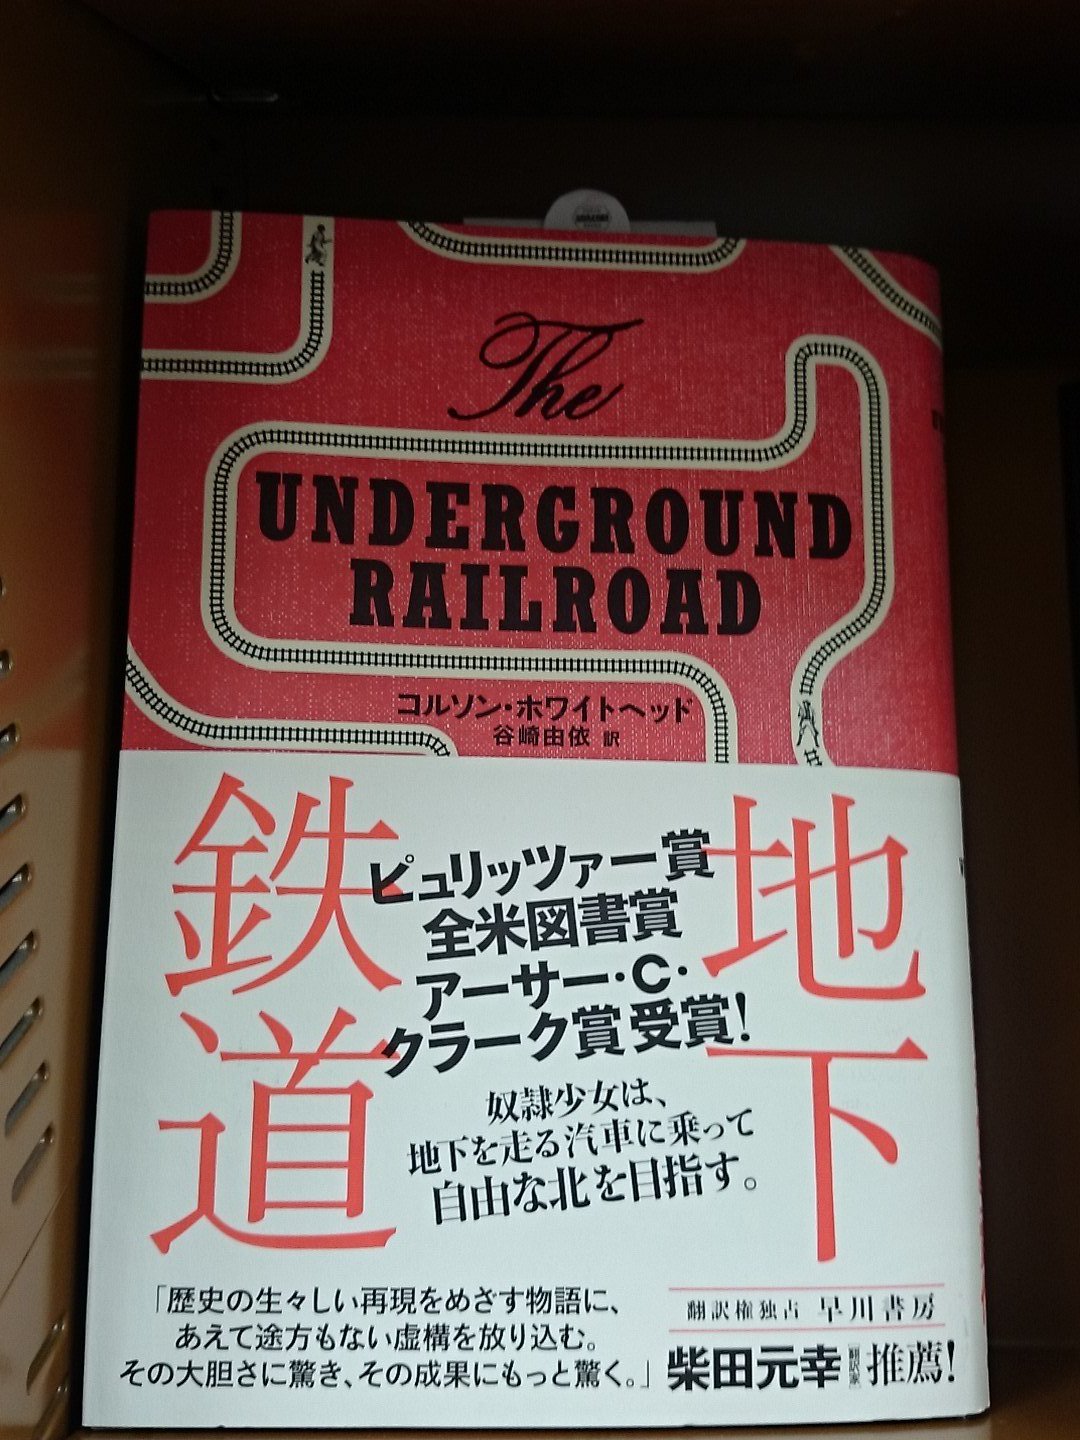 The
UNDERGROUND
RAILROAD
コルソン・ホワイトヘッド
谷崎由依 訳
地下
鉄道
ピュリッツァー賞
全米図書賞
アーサー・C・
クラーク賞受賞!
奴隷少女は、
地下を走る汽車に乗って
自由な北を目指す。
「歴史の生々しい再現をめざす物語に、
あえて途方もない虚構を放り込む。
その大胆さに驚き、その成果にもっと驚く。」
翻訳権独占 早川書房
柴田元幸 翻訳家 推薦!